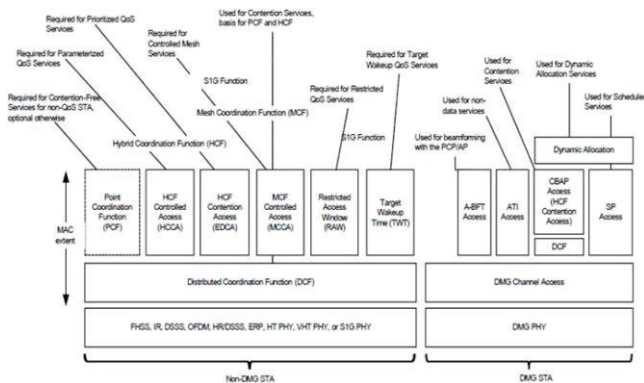 Required for Prioritized QoS
Services
Used for Contention Services,
basis for PCF and HCF
Required for
Controlled Mesh
Services
Required for Parameterized
QoS Services
Required for Target
Wakeup QoS Services
Used for Dynamic
Allocation Services
Used for
Contention
Services
S1G Function
Required for Restricted
QoS Services
Required for Contention-Free
Services for non-QoS STA,
optional otherwise
Mesh Coordination Function (MCF)
Used for non-
data services
Used for Scheduled
Services
S1G Function
Hybrid Coordination Function (HCF)
Used for beamforming
with the PCP/AP
Dynamic Allocation
MAC
extent
Point
Coordination
Function
(PCF)
HCF
Controlled
Access
(HCCA)
HCF
Contention
Access
(EDCA)
MCF
Controlled
Access
(MCCA)
Restricted
Access
Window
(RAW)
Target
Wakeup
Time (TWT)
A-BFT
Access
ATI
Access
CBAP
Access
(HCF
Contention
Access)
SP
Access
DCF
Distributed Coordination Function (DCF)
DMG Channel Access
FHSS, IR, DSSS, OFDM, HR/DSSS, ERP, HT PHY, VHT PHY, or S1G PHY
DMG PHY
Non-DMG STA
DMG STA